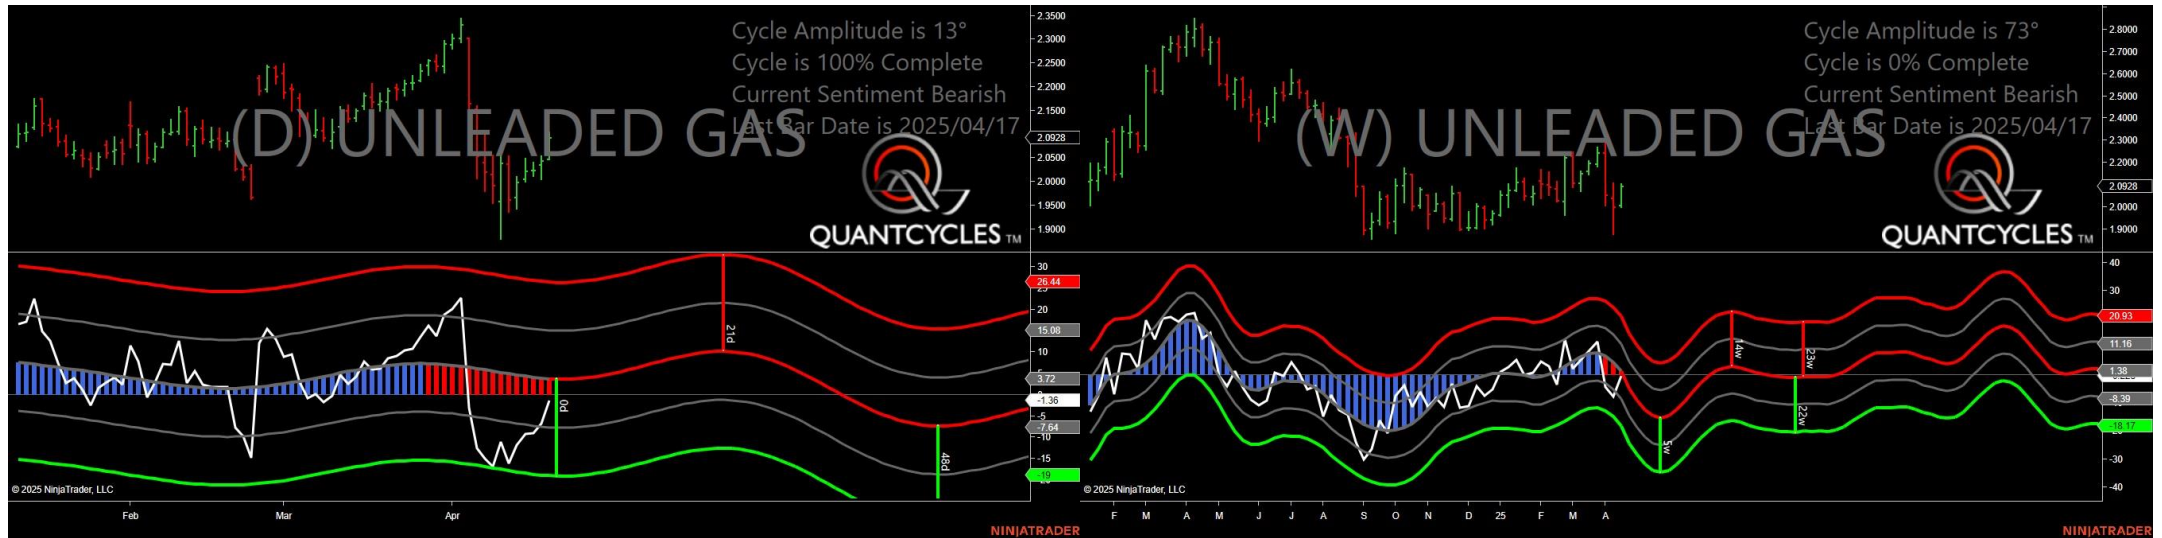 Cycle Amplitude is 13°
Cycle is 100% Complete
Current Sentiment Bearish
Last Bar Date is 2025/04/17
(D) UNLEADED GAS
QUANTCYCLES TM
2.3500
2.3000
2.2500
2.2000
2.1500
2.0928
2.0500
2.0000
1.9500
1.9000
30
26.44
20
15.08
10
3.72
-1.36
-5
-7.64
-10
-15
-19
21d
0d
48d
© 2025 NinjaTrader, LLC
Feb Mar Apr
NINJATRADER
Cycle Amplitude is 73°
Cycle is 0% Complete
Current Sentiment Bearish
Last Bar Date is 2025/04/17
(W) UNLEADED GAS
QUANTCYCLES TM
2.8000
2.6000
2.5000
2.4000
2.3000
2.2000
2.0928
2.0000
1.9000
40
30
20.93
11.16
1.38
-8.39
-18.17
-30
-40
14w
23w
22w
5w
© 2025 NinjaTrader, LLC
F M A M J J A S O N D 25 F M A
NINJATRADER